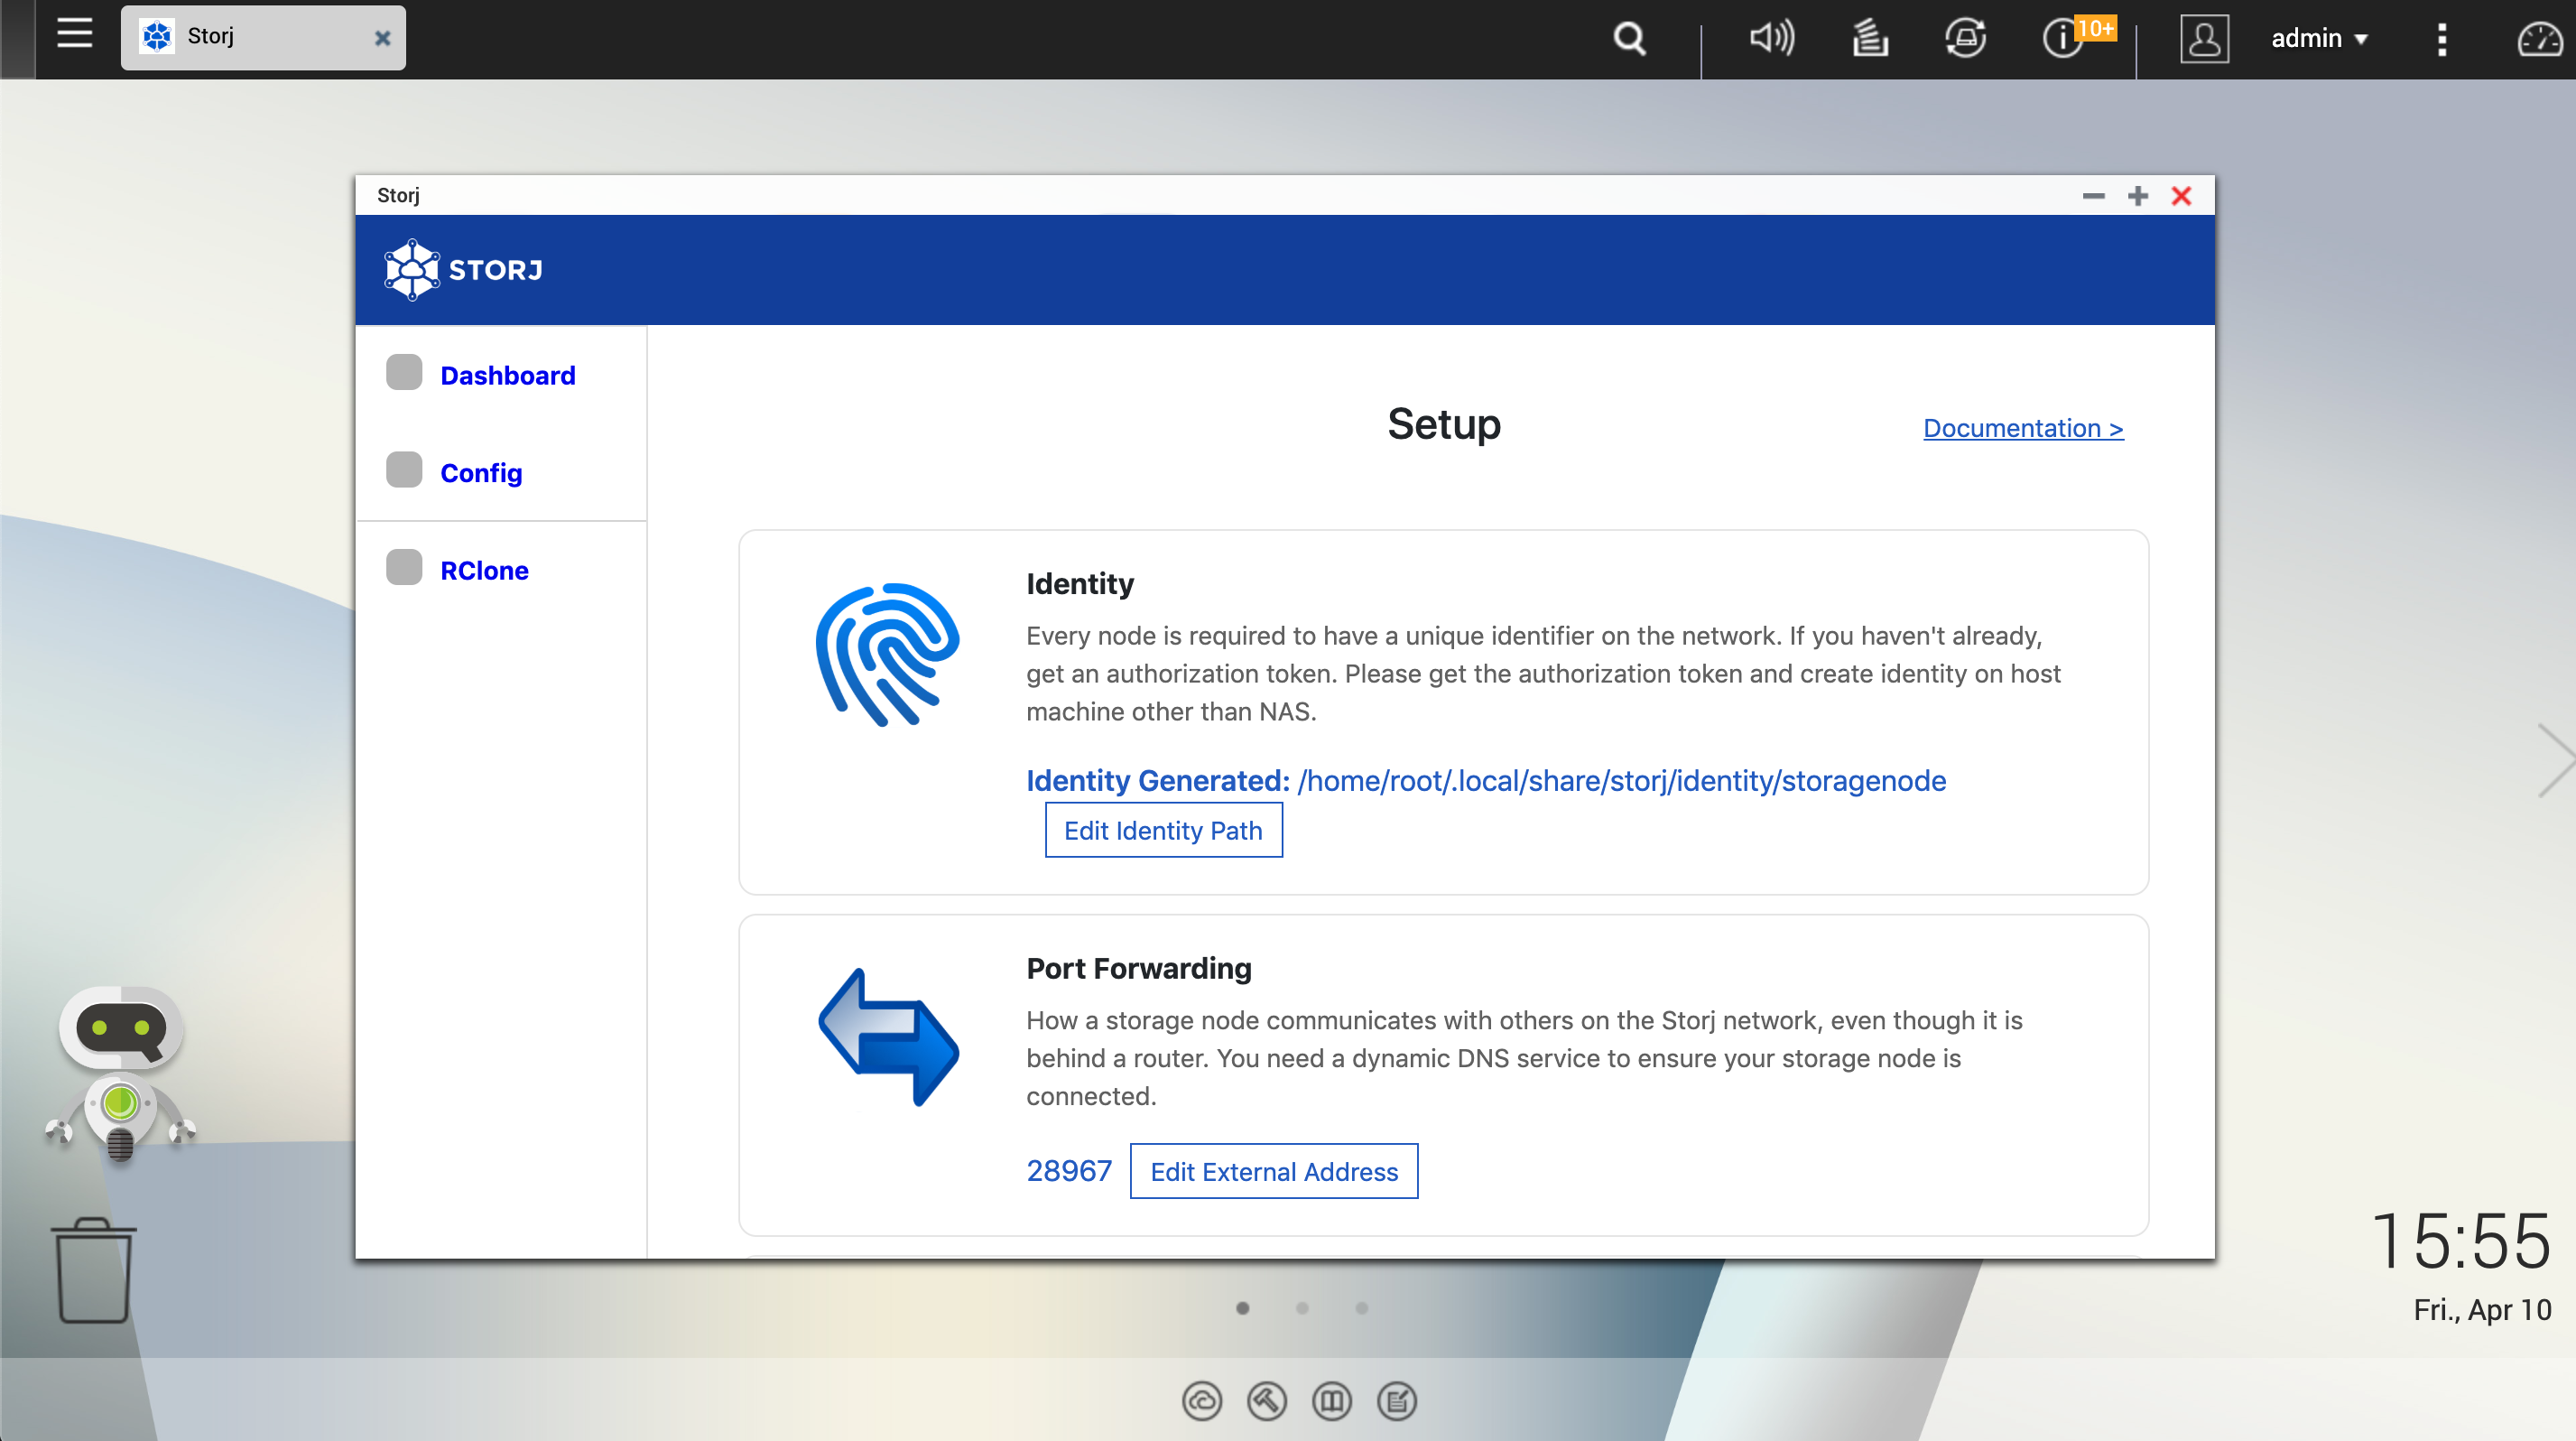 Storj
10+
admin
Storj
STORJ
Dashboard
Config
RClone
Setup
Documentation >
Identity
Every node is required to have a unique identifier on the network. If you haven't already,
get an authorization token. Please get the authorization token and create identity on host
machine other than NAS.
Identity Generated: /home/root/.local/share/storj/identity/storagenode
Edit Identity Path
Port Forwarding
How a storage node communicates with others on the Storj network, even though it is
behind a router. You need a dynamic DNS service to ensure your storage node is
connected.
28967 Edit External Address
15:55
Fri., Apr 10